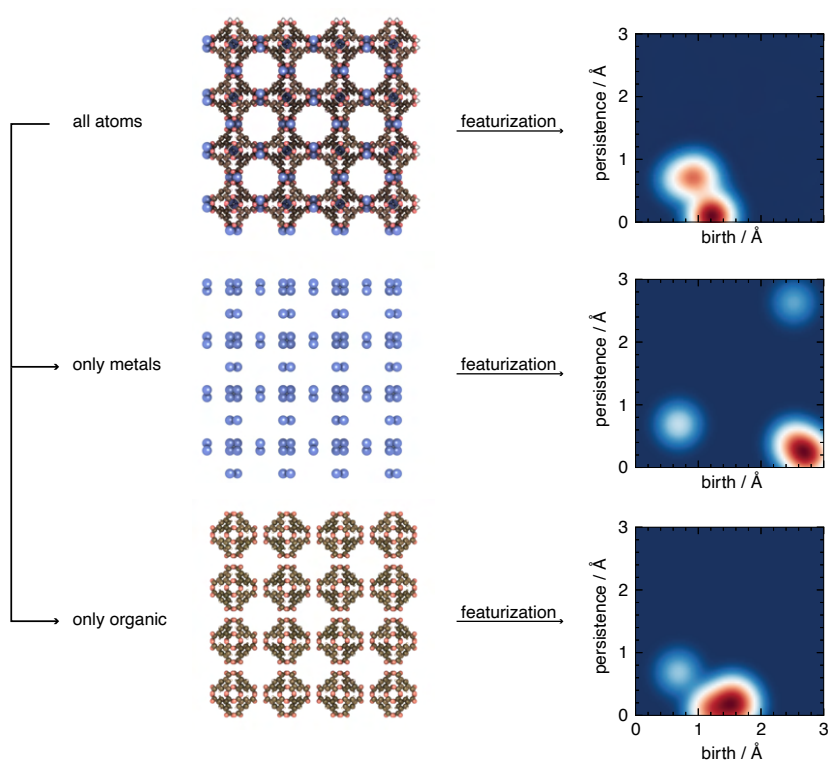 all atoms
featurization
persistence / Å
3
2
1
0
birth / Å
only metals
featurization
persistence / Å
3
2
1
0
birth / Å
only organic
featurization
persistence / Å
3
2
1
0
0 1 2 3
birth / Å